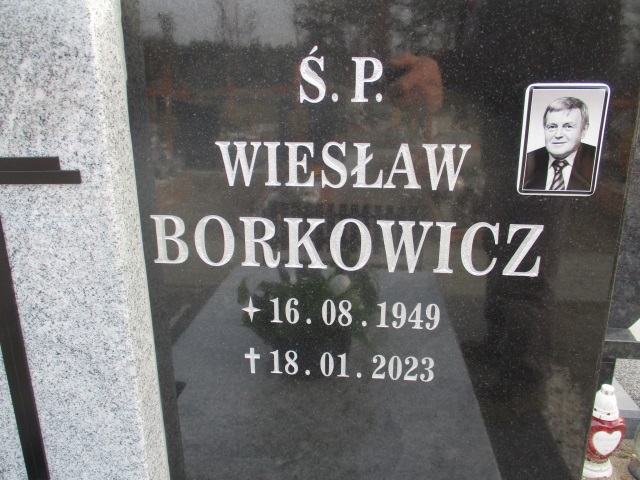 Ś. P.
WIESŁAW
BORKOWICZ
✦ 16. 08. 1949
✝ 18. 01. 2023